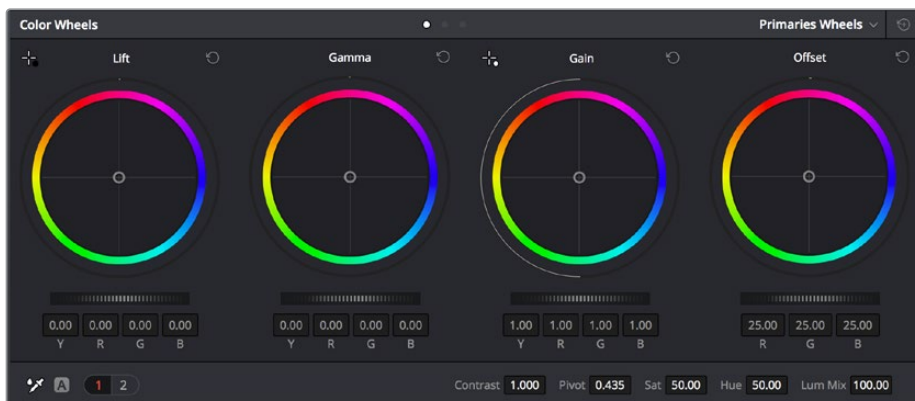 Color Wheels Primaries Wheels
Lift Gamma Gain Offset
0.00 0.00 0.00 0.00 0.00 0.00 0.00 0.00 1.00 1.00 1.00 1.00 25.00 25.00 25.00
Y R G B Y R G B Y R G B R G B
A 1 2 Contrast 1.000 Pivot 0.435 Sat 50.00 Hue 50.00 Lum Mix 100.00